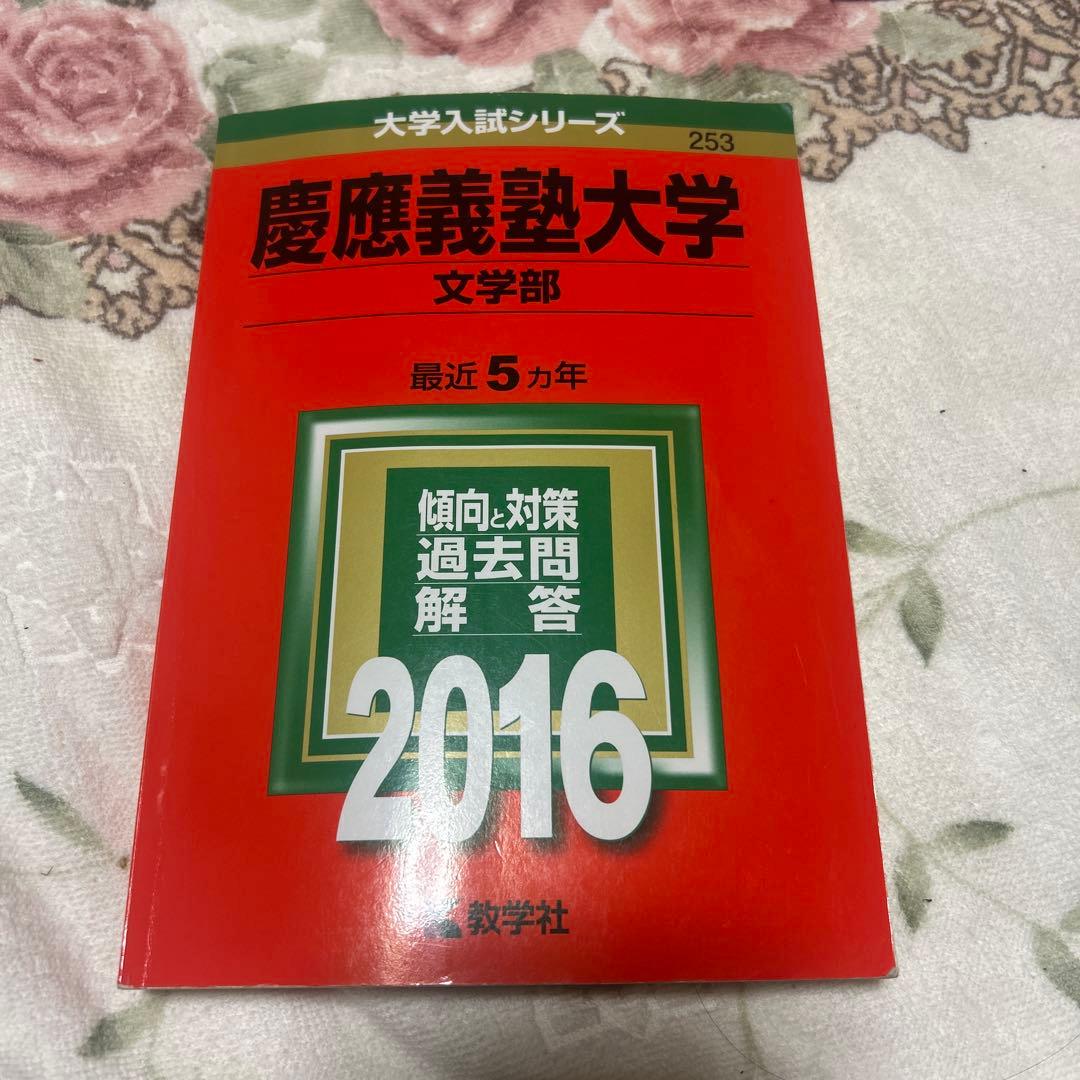 大学入試シリーズ
253
慶應義塾大学
文学部
最近5ヵ年
傾向と対策
過去問
解答
2016
教学社